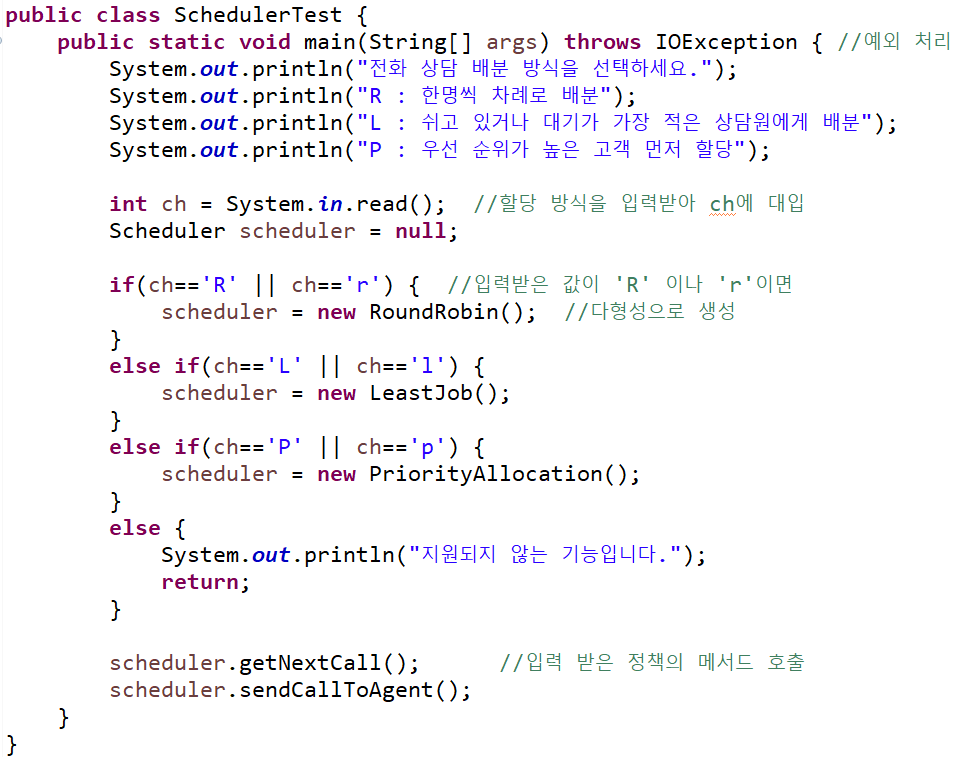 public class SchedulerTest {
public static void main(String[] args) throws IOException { //예외 처리
System.out.println("전화 상담 배분 방식을 선택하세요.");
System.out.println("R : 한명씩 차례로 배분");
System.out.println("L : 쉬고 있거나 대기가 가장 적은 상담원에게 배분");
System.out.println("P : 우선 순위가 높은 고객 먼저 할당");
int ch = System.in.read(); //할당 방식을 입력받아 ch에 대입
Scheduler scheduler = null;
if(ch=='R' || ch=='r') { //입력받은 값이 'R' 이나 'r'이면
scheduler = new RoundRobin(); //다형성으로 생성
}
else if(ch=='L' || ch=='l') {
scheduler = new LeastJob();
}
else if(ch=='P' || ch=='p') {
scheduler = new PriorityAllocation();
}
else {
System.out.println("지원되지 않는 기능입니다.");
return;
}
scheduler.getNextCall(); //입력 받은 정책의 메서드 호출
scheduler.sendCallToAgent();
}
}